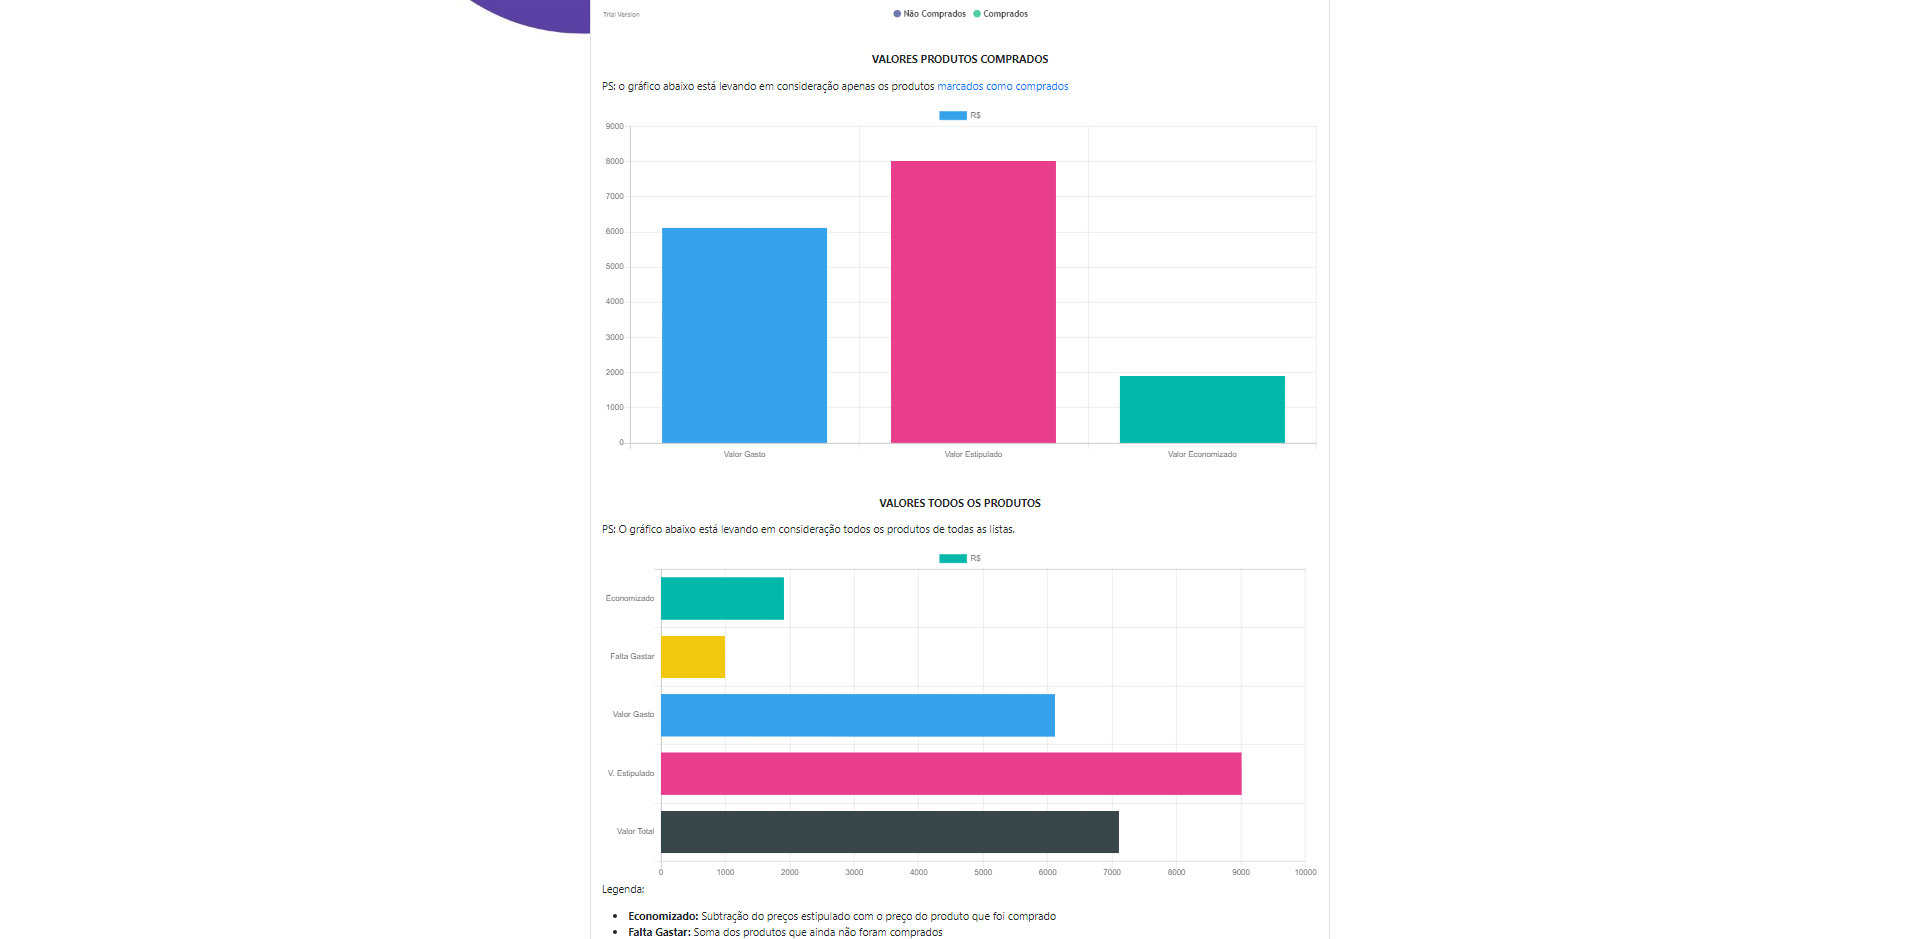 Trial Version
Não Comprados Comprados
VALORES PRODUTOS COMPRADOS
PS: o gráfico abaixo está levando em consideração apenas os produtos marcados como comprados
R$
9000
8000
7000
6000
5000
4000
3000
2000
1000
0
Valor Gasto Valor Estipulado Valor Economizado
VALORES TODOS OS PRODUTOS
PS: O gráfico abaixo está levando em consideração todos os produtos de todas as listas.
R$
Economizado
Falta Gastar
Valor Gasto
V. Estipulado
Valor Total
0 1000 2000 3000 4000 5000 6000 7000 8000 9000 10000
Legenda:
Economizado: Subtração do preços estipulado com o preço do produto que foi comprado
Falta Gastar: Soma dos produtos que ainda não foram comprados